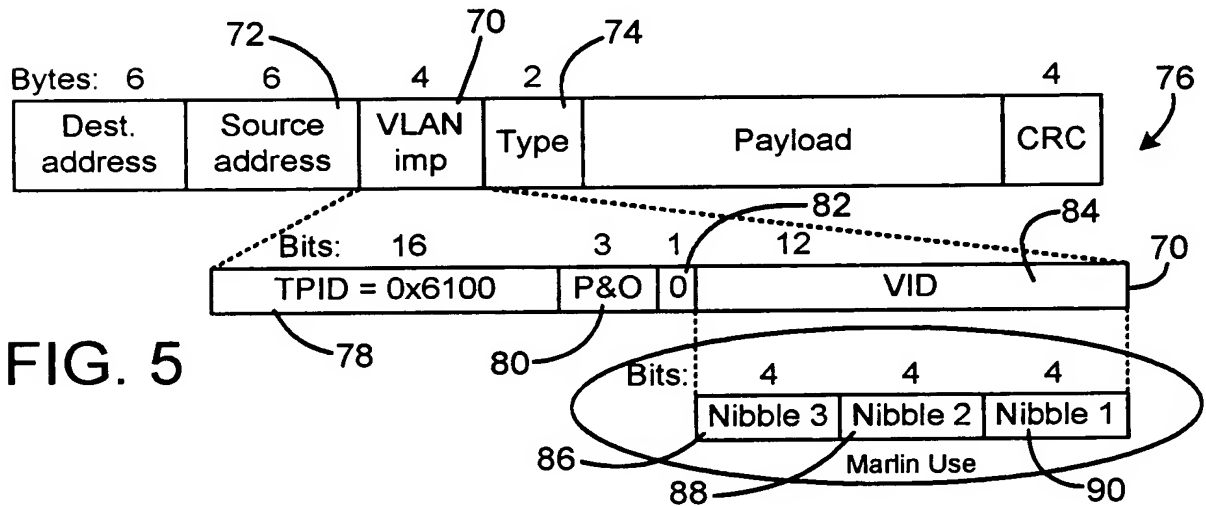 72 70 74
Bytes: 6 6 4 2 4 76
Dest. address Source address VLAN imp Type Payload CRC
82 84
Bits: 16 3 1 12 70
TPID = 0x6100 P&O 0 VID
78 80
FIG. 5
Bits: 4 4 4
Nibble 3 Nibble 2 Nibble 1
86 88 Marlin Use 90